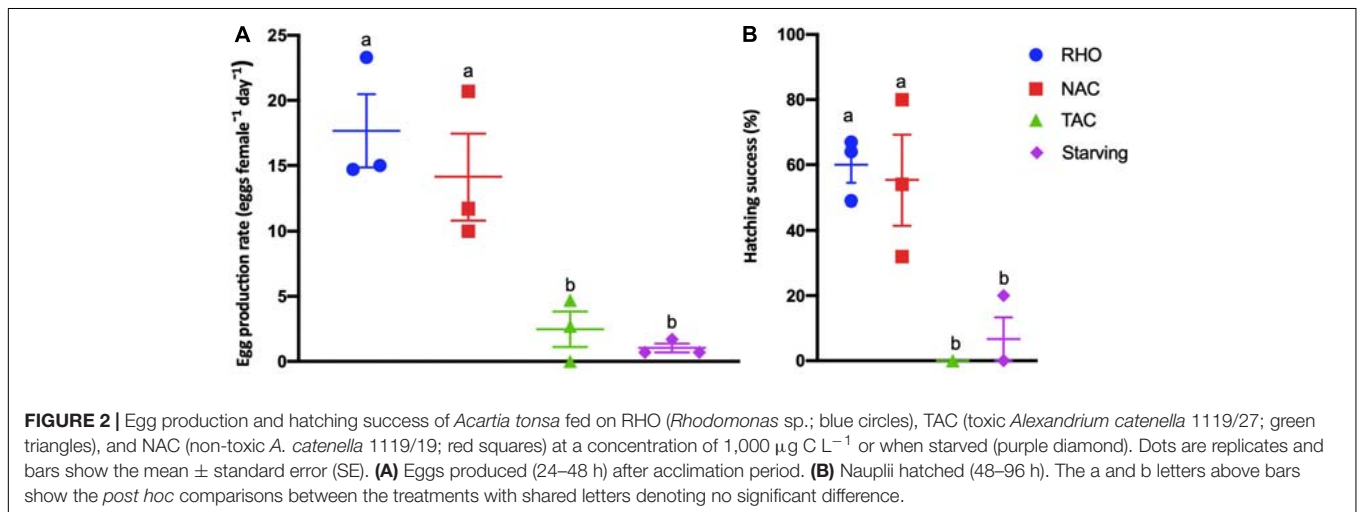 A
Egg production rate (eggs female⁻¹ day⁻¹)
25
20
15
10
5
0
a
a
b
b
B
Hatching success (%)
100
80
60
40
20
0
a
a
b
b
RHO
NAC
TAC
Starving
FIGURE 2 | Egg production and hatching success of Acartia tonsa fed on RHO (Rhodomonas sp.; blue circles), TAC (toxic Alexandrium catenella 1119/27; green
triangles), and NAC (non-toxic A. catenella 1119/19; red squares) at a concentration of 1,000 μg C L⁻¹ or when starved (purple diamond). Dots are replicates and
bars show the mean ± standard error (SE). (A) Eggs produced (24–48 h) after acclimation period. (B) Nauplii hatched (48–96 h). The a and b letters above bars
show the post hoc comparisons between the treatments with shared letters denoting no significant difference.